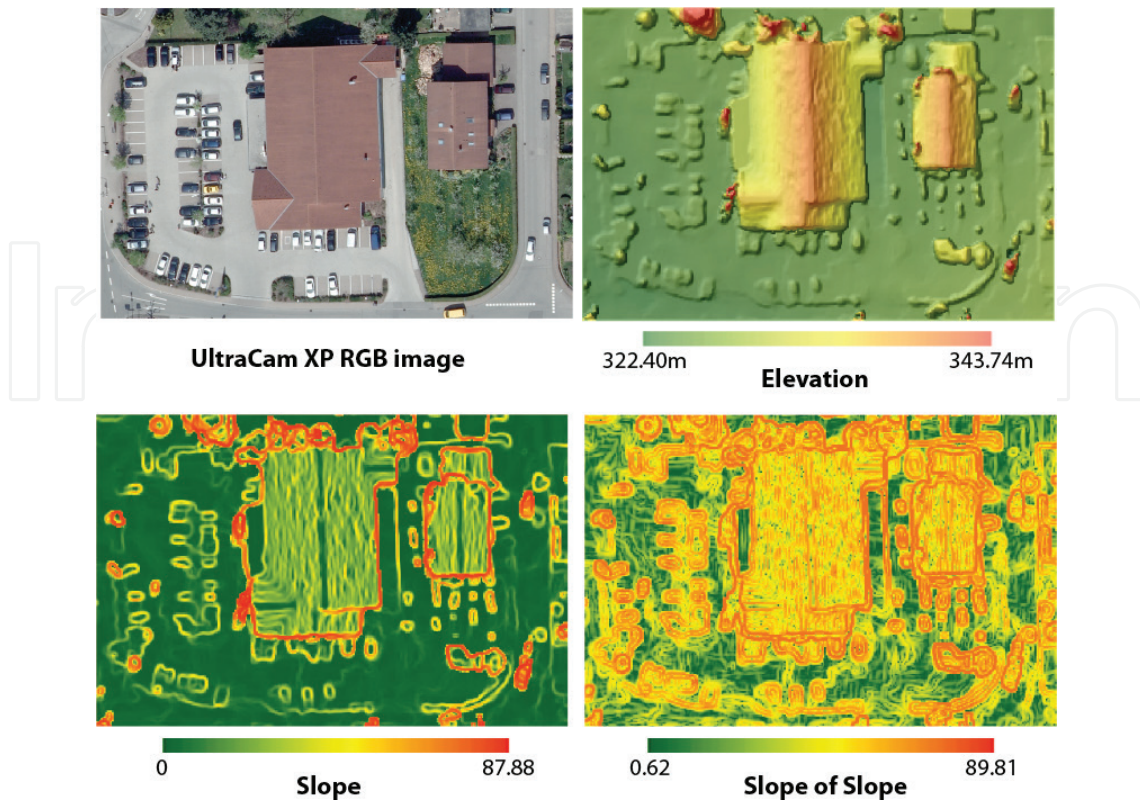 UltraCam XP RGB image
322.40m
343.74m
Elevation
0
87.88
Slope
0.62
89.81
Slope of Slope